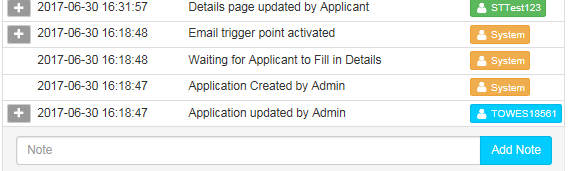 2017-06-30 16:31:57 Details page updated by Applicant STTest123
2017-06-30 16:18:48 Email trigger point activated System
2017-06-30 16:18:48 Waiting for Applicant to Fill in Details System
2017-06-30 16:18:47 Application Created by Admin System
2017-06-30 16:18:47 Application updated by Admin TOWES18561
Note Add Note